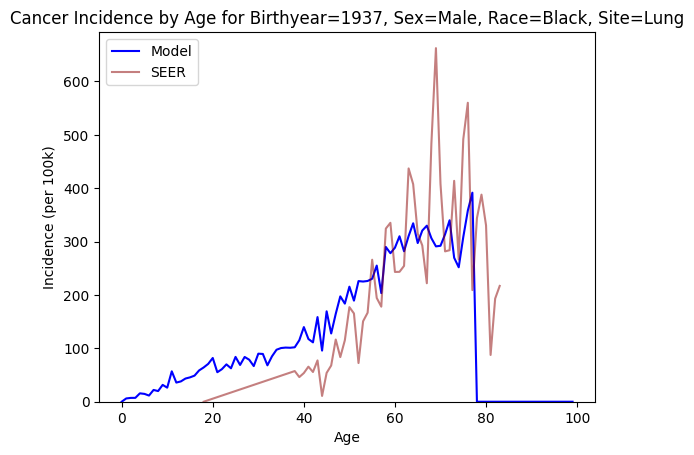 Cancer Incidence by Age for Birthyear=1937, Sex=Male, Race=Black, Site=Lung
Model
SEER
Incidence (per 100k)
600
500
400
300
200
100
0
0 20 40 60 80 100
Age